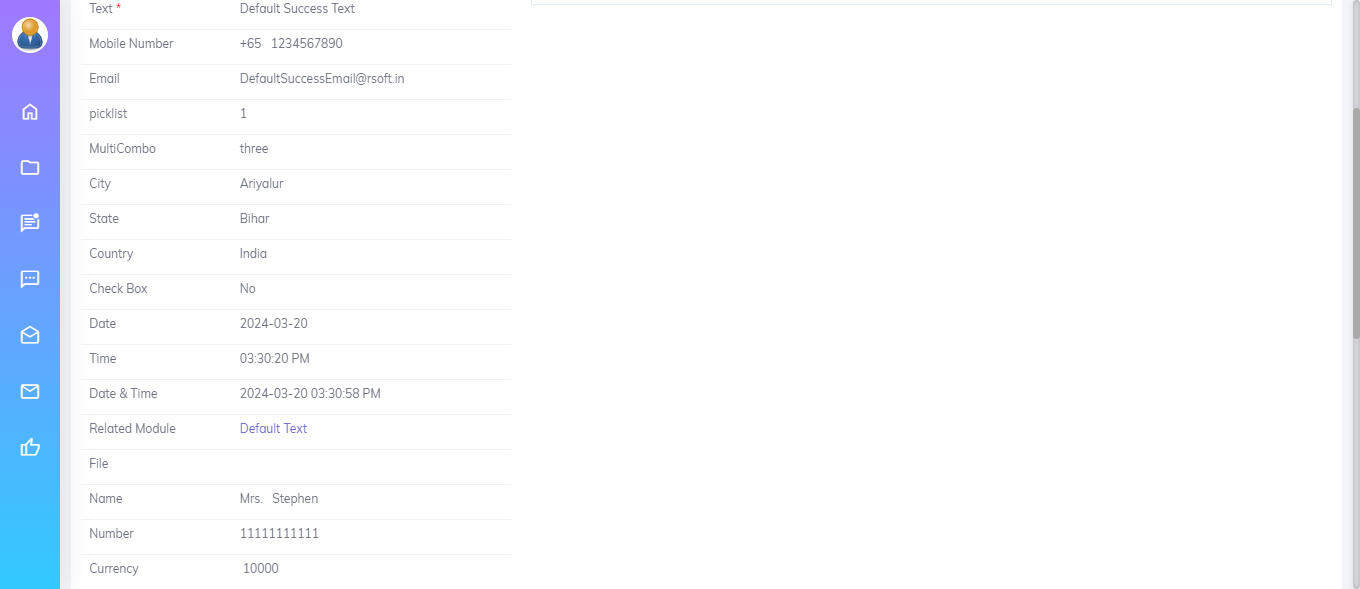 Text * Default Success Text
Mobile Number +65 1234567890
Email DefaultSuccessEmail@rsoft.in
picklist 1
MultiCombo three
City Ariyalur
State Bihar
Country India
Check Box No
Date 2024-03-20
Time 03:30:20 PM
Date & Time 2024-03-20 03:30:58 PM
Related Module Default Text
File
Name Mrs. Stephen
Number 11111111111
Currency 10000